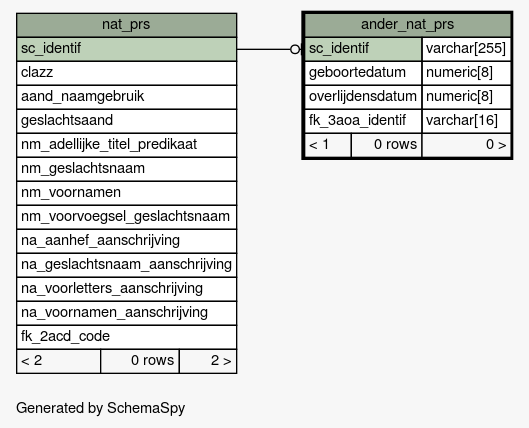 nat_prs
sc_identif
clazz
aand_naamgebruik
geslachtsaand
nm_adellijke_titel_predikaat
nm_geslachtsnaam
nm_voornamen
nm_voorvoegsel_geslachtsnaam
na_aanhef_aanschrijving
na_geslachtsnaam_aanschrijving
na_voorletters_aanschrijving
na_voornamen_aanschrijving
fk_2acd_code
< 2 0 rows 2 >
ander_nat_prs
sc_identif varchar[255]
geboortedatum numeric[8]
overlijdensdatum numeric[8]
fk_3aoa_identif varchar[16]
< 1 0 rows 0 >
Generated by SchemaSpy